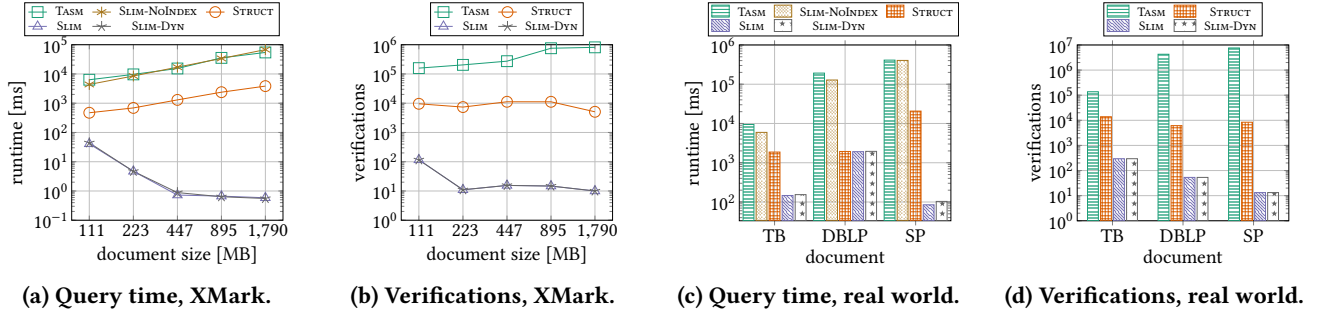 TASM SLIM-NOINDEX STRUCT
SLIM SLIM-DYN
runtime [ms]
10^5
10^4
10^3
10^2
10^1
10^0
10^−1
111 223 447 895 1,790
document size [MB]
(a) Query time, XMark.
TASM SLIM-NOINDEX STRUCT
SLIM SLIM-DYN
verifications
10^6
10^5
10^4
10^3
10^2
10^1
10^0
111 223 447 895 1,790
document size [MB]
(b) Verifications, XMark.
TASM SLIM-NOINDEX STRUCT
SLIM SLIM-DYN
runtime [ms]
10^6
10^5
10^4
10^3
10^2
TB DBLP SP
document
(c) Query time, real world.
TASM STRUCT
SLIM SLIM-DYN
verifications
10^7
10^6
10^5
10^4
10^3
10^2
10^1
10^0
TB DBLP SP
document
(d) Verifications, real world.